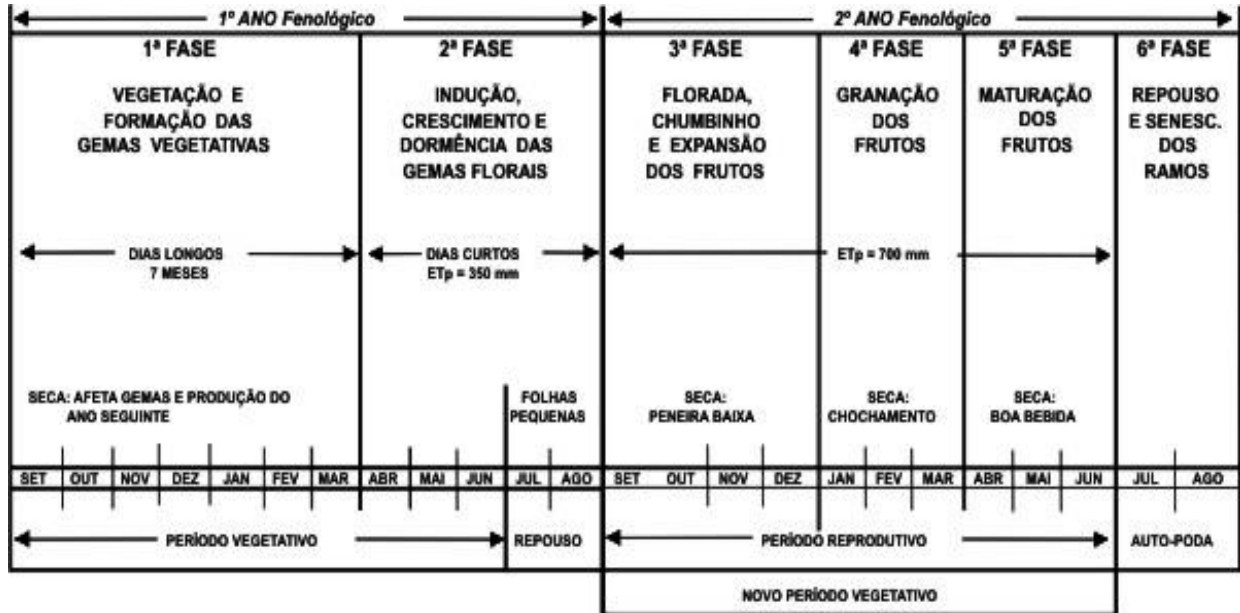 1º ANO Fenológico
2º ANO Fenológico
1ª FASE
VEGETAÇÃO E
FORMAÇÃO DAS
GEMAS VEGETATIVAS
2ª FASE
INDUÇÃO,
CRESCIMENTO E
DORMÊNCIA DAS
GEMAS FLORAIS
3ª FASE
FLORADA,
CHUMBINHO
E EXPANSÃO
DOS FRUTOS
4ª FASE
GRANAÇÃO
DOS
FRUTOS
5ª FASE
MATURAÇÃO
DOS
FRUTOS
6ª FASE
REPOUSO
E SENESC.
DOS
RAMOS
DIAS LONGOS
7 MESES
DIAS CURTOS
ETp = 350 mm
ETp = 700 mm
SECA: AFETA GEMAS E PRODUÇÃO DO
ANO SEGUINTE
FOLHAS
PEQUENAS
SECA:
PENEIRA BAIXA
SECA:
CHOCHAMENTO
SECA:
BOA BEBIDA
SET OUT NOV DEZ JAN FEV MAR ABR MAI JUN JUL AGO SET OUT NOV DEZ JAN FEV MAR ABR MAI JUN JUL AGO
PERÍODO VEGETATIVO
REPOUSO
PERÍODO REPRODUTIVO
AUTO-PODA
NOVO PERÍODO VEGETATIVO